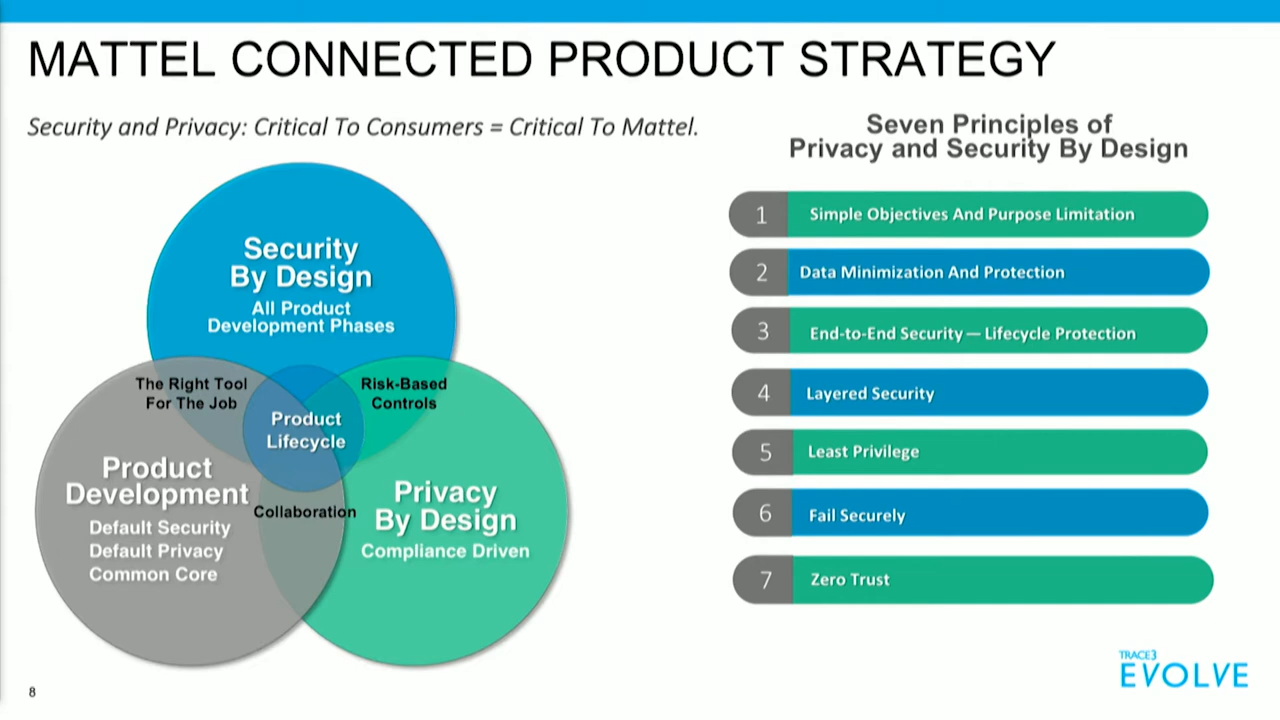 MATTEL CONNECTED PRODUCT STRATEGY
Security and Privacy: Critical To Consumers = Critical To Mattel.
Security
By Design
All Product
Development Phases
The Right Tool
For The Job
Risk-Based
Controls
Product
Lifecycle
Product
Development
Default Security
Default Privacy
Common Core
Collaboration
Privacy
By Design
Compliance Driven
Seven Principles of
Privacy and Security By Design
1 Simple Objectives And Purpose Limitation
2 Data Minimization And Protection
3 End-to-End Security — Lifecycle Protection
4 Layered Security
5 Least Privilege
6 Fail Securely
7 Zero Trust
8
TRACE3
EVOLVE